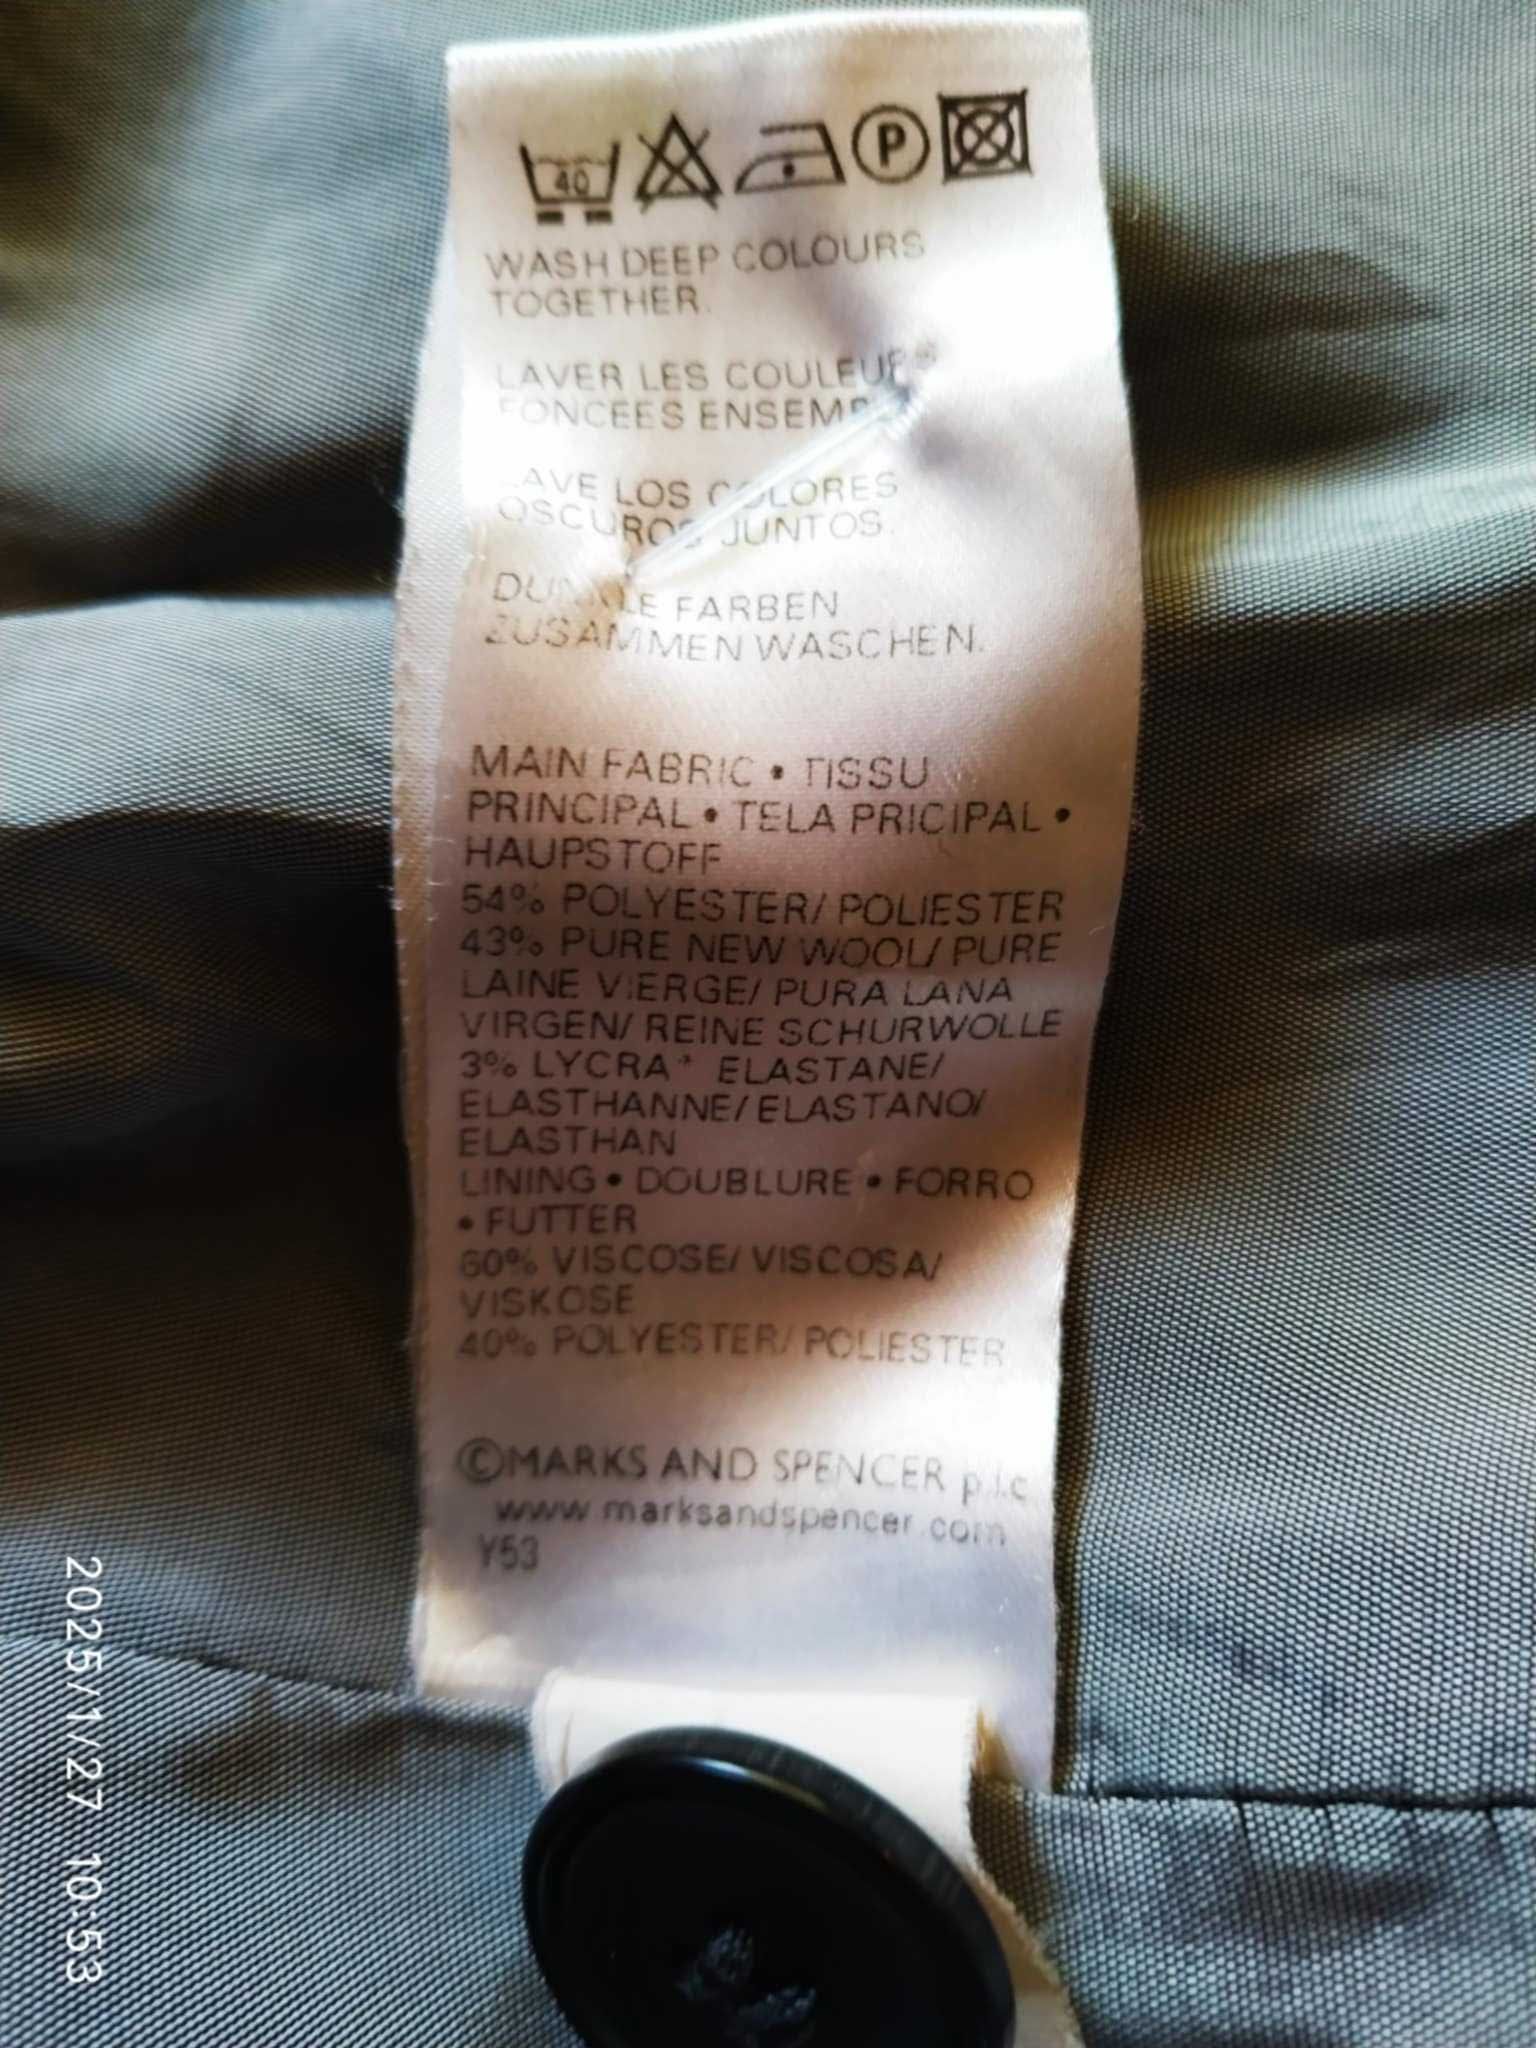 40
P
WASH DEEP COLOURS
TOGETHER.
LAVER LES COULEURS
FONCEES
LAVE LOS COLORES
OSCUROS JUNTOS.
DUNKLE FARBEN
ZUSAMMEN WASCHEN.
MAIN FABRIC • TISSU
PRINCIPAL • TELA PRICIPAL •
HAUPSTOFF
54% POLYESTER/ POLIESTER
43% PURE NEW WOOL/ PURE
LAINE VIERGE/ PURA LANA
VIRGEN/ REINE SCHURWOLLE
3% LYCRA* ELASTANE/
ELASTHANNE/ ELASTANO/
ELASTHAN
LINING • DOUBLURE • FORRO
• FUTTER
60% VISCOSE/ VISCOSA/
VISKOSE
40% POLYESTER/ POLIESTER
©MARKS AND SPENCER p.l.c
www.marksandspencer.com
Y53
2025/1/27 10:53